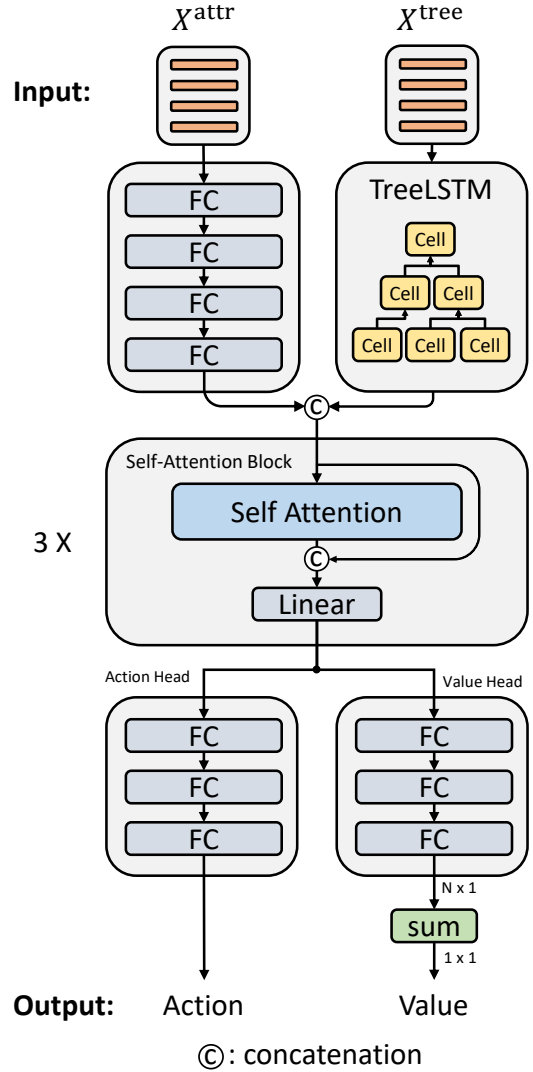 X^attr X^tree
Input:
FC
FC
FC
FC
TreeLSTM
Cell
Cell Cell
Cell Cell Cell
C
Self-Attention Block
Self Attention
3 X
C
Linear
Action Head
Value Head
FC
FC
FC
FC
FC
FC
N x 1
sum
1 x 1
Output: Action Value
©: concatenation